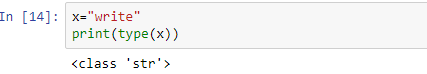 In [14]: x="write"
print(type(x))
<class 'str'>